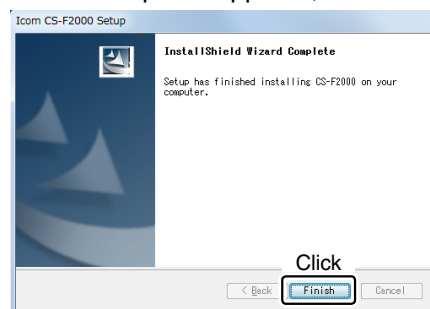 Icom CS-F2000 Setup
InstallShield Wizard Complete
Setup has finished installing CS-F2000 on your
computer.
Click
< Back Finish Cancel